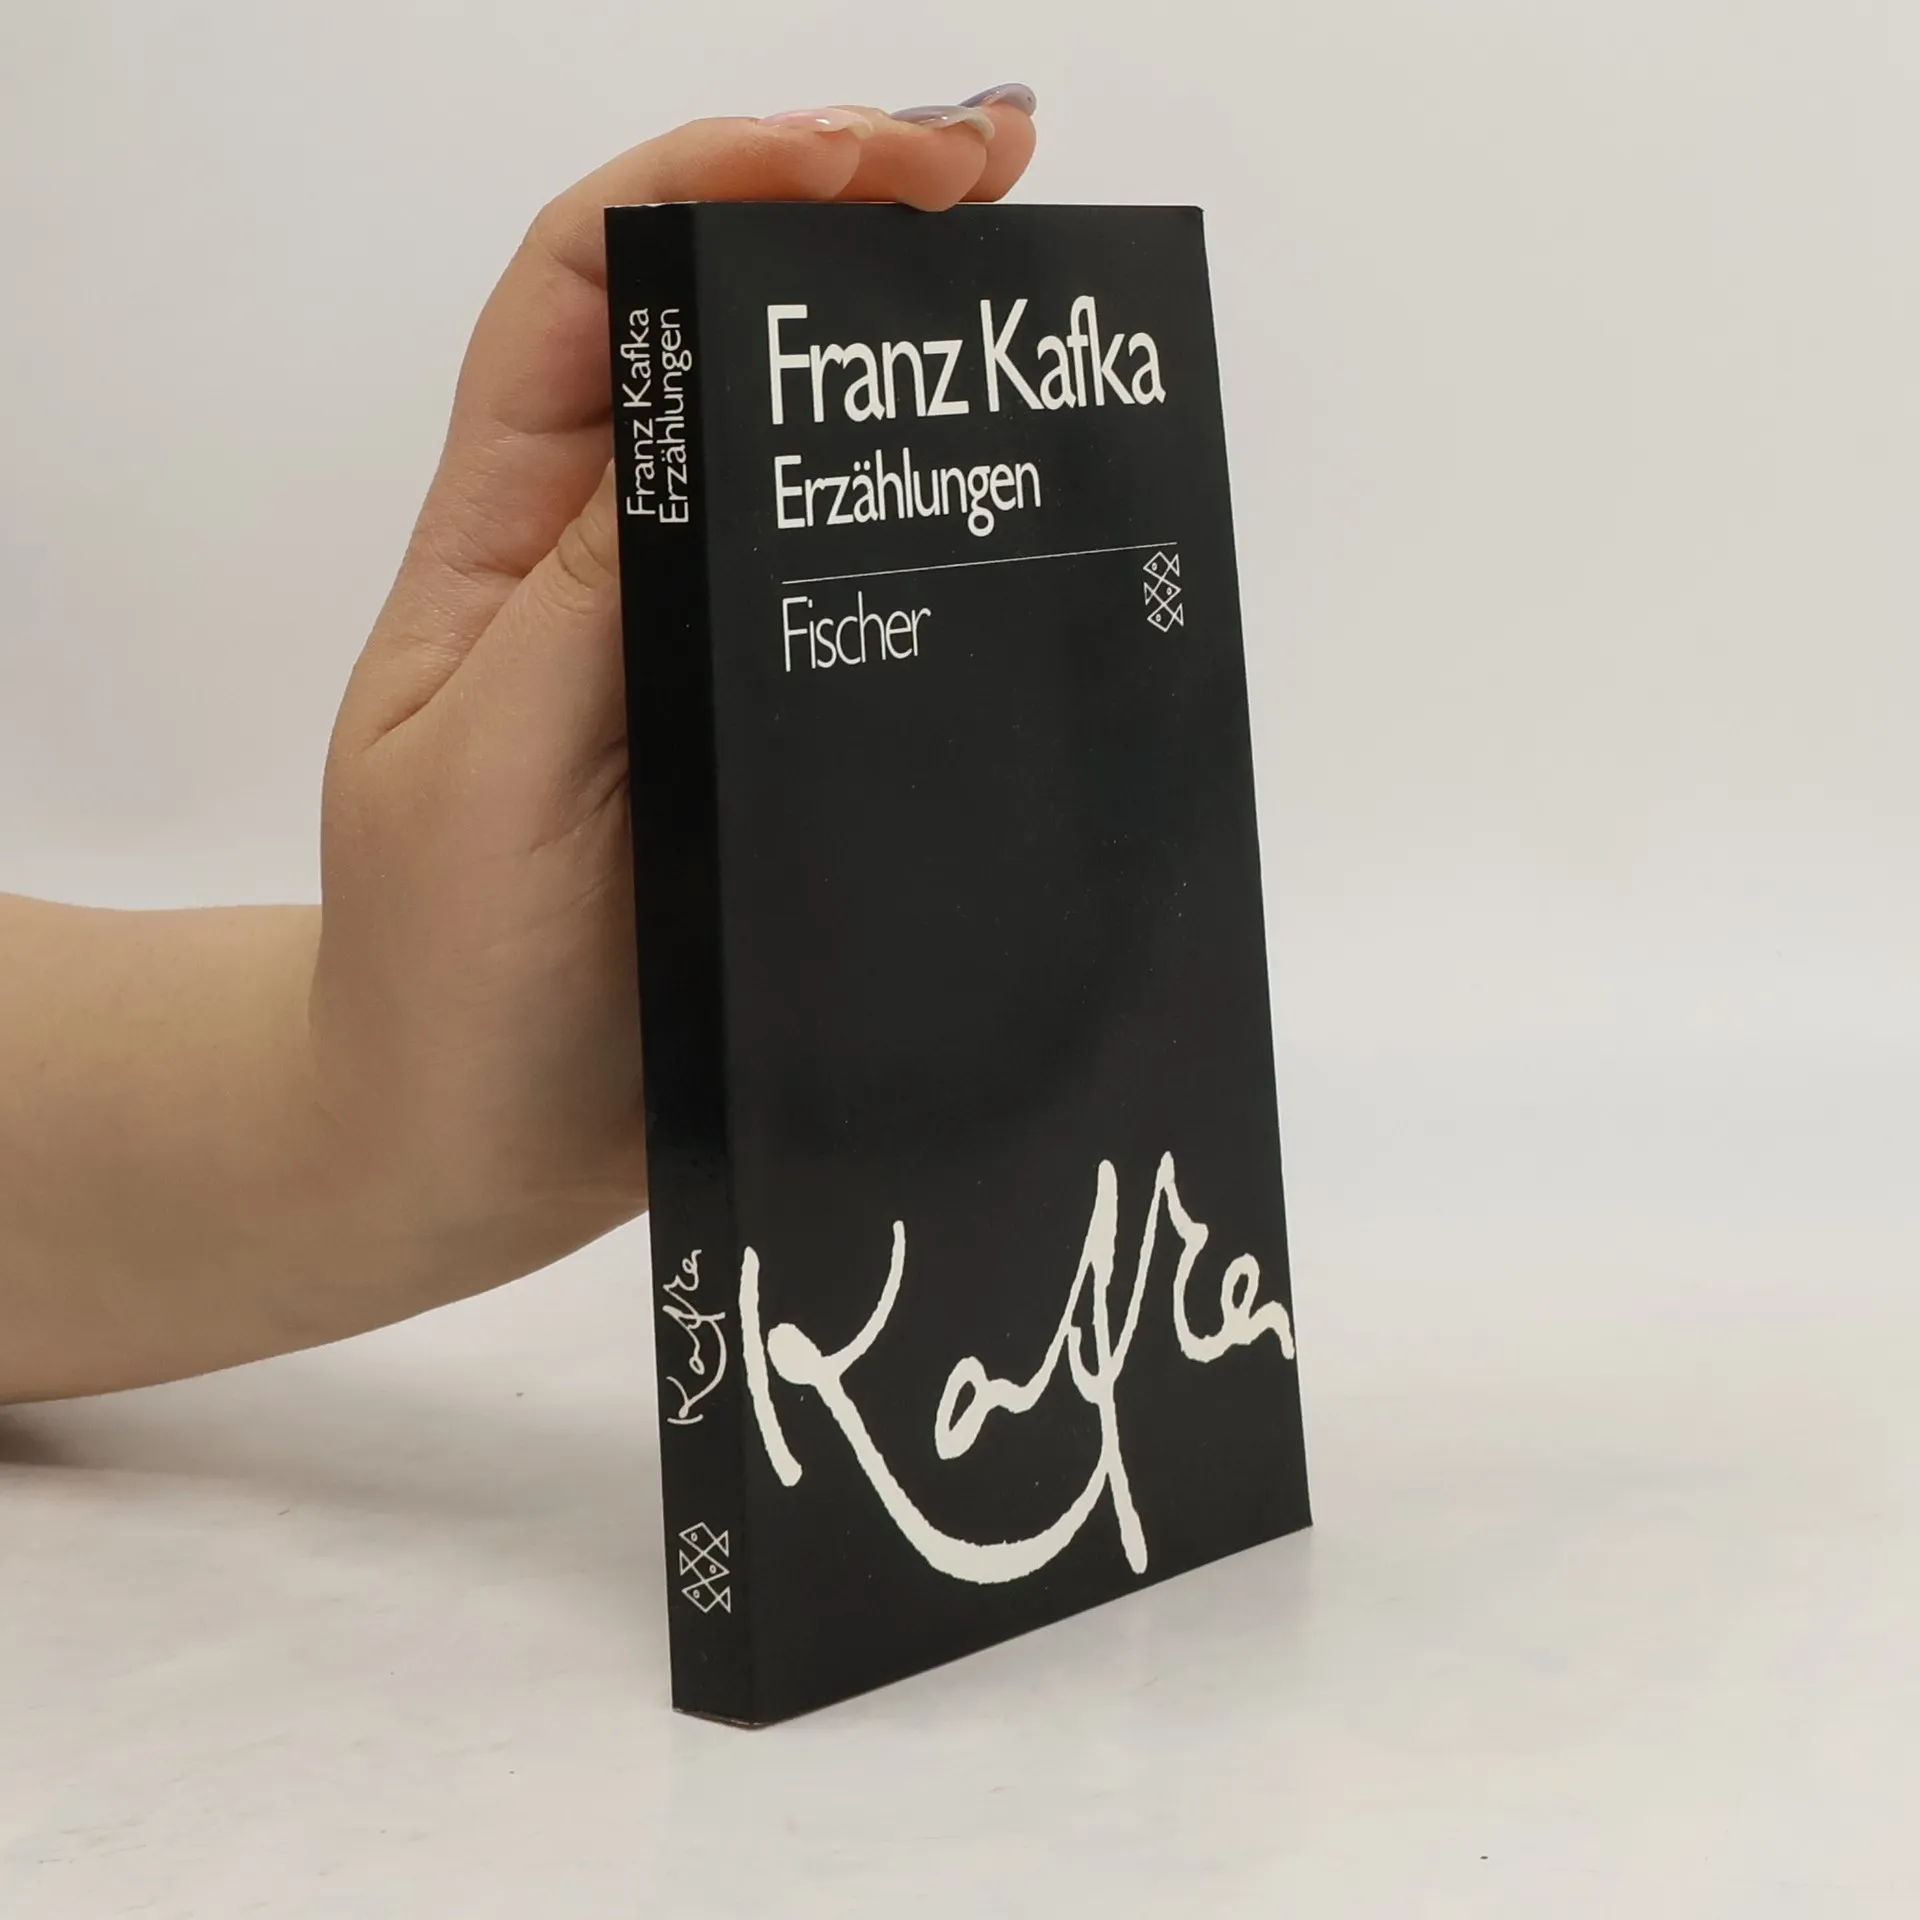 Franz Kafka
Erzählungen
Franz Kafka
Erzählungen
Fischer
Kafka
Kafka